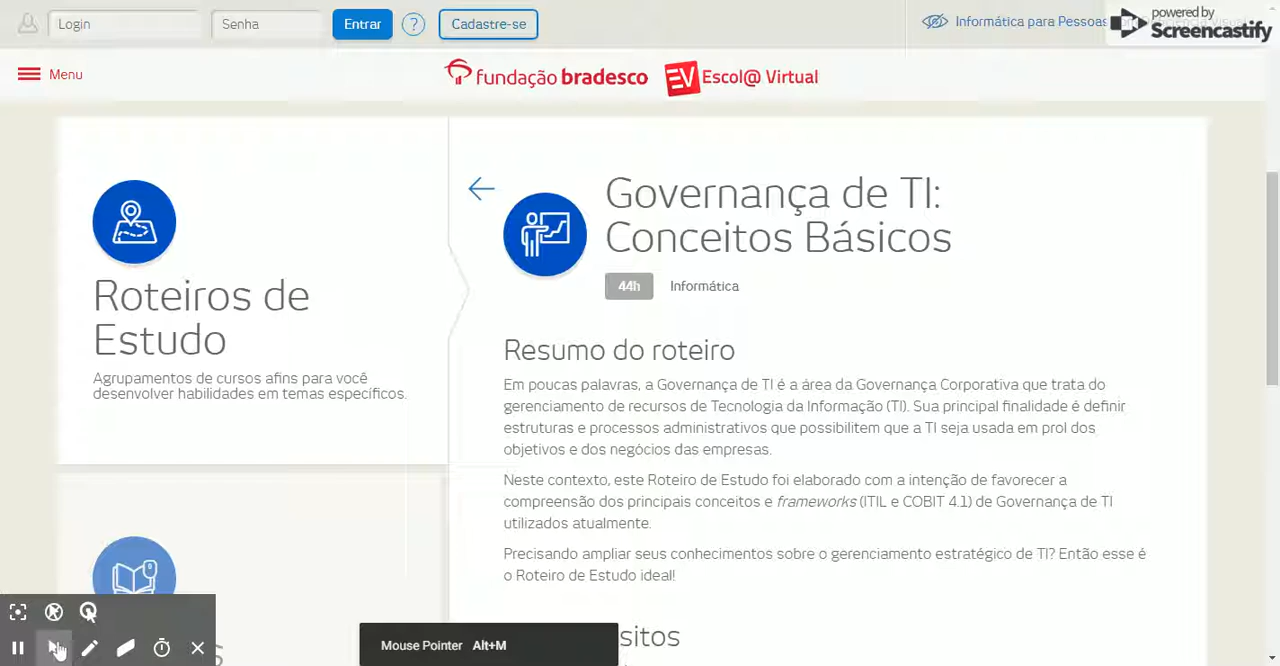 Login
Senha
Entrar
?
Cadastre-se
Informática para Pessoas
powered by
Screencastify
Menu
fundação bradesco
EV Escol@ Virtual
Roteiros de
Estudo
Agrupamentos de cursos afins para você
desenvolver habilidades em temas específicos.
Governança de TI:
Conceitos Básicos
44h Informática
Resumo do roteiro
Em poucas palavras, a Governança de TI é a área da Governança Corporativa que trata do
gerenciamento de recursos de Tecnologia da Informação (TI). Sua principal finalidade é definir
estruturas e processos administrativos que possibilitem que a TI seja usada em prol dos
objetivos e dos negócios das empresas.
Neste contexto, este Roteiro de Estudo foi elaborado com a intenção de favorecer a
compreensão dos principais conceitos e frameworks (ITIL e COBIT 4.1) de Governança de TI
utilizados atualmente.
Precisando ampliar seus conhecimentos sobre o gerenciamento estratégico de TI? Então esse é
o Roteiro de Estudo ideal!
sitos
Mouse Pointer Alt+M